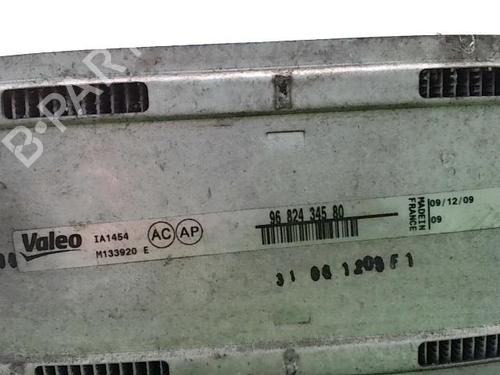 B-PARTS
Valeo
IA1454
M133920 E
AC AP
96 824 345 80
MADE IN
FRANCE
09/12/09
09
31 06 1209 F1